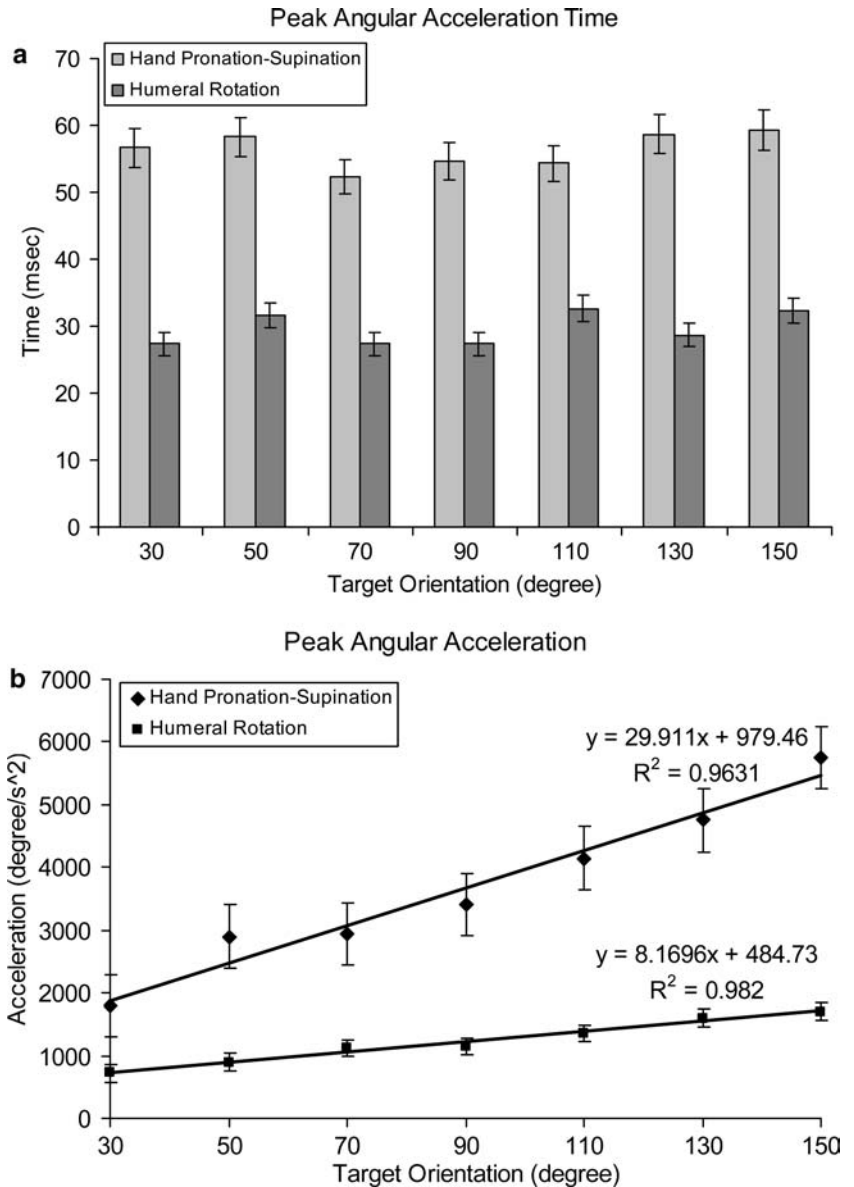 Peak Angular Acceleration Time
a
Hand Pronation-Supination
Humeral Rotation
70
60
50
40
30
20
10
0
Time (msec)
30 50 70 90 110 130 150
Target Orientation (degree)
Peak Angular Acceleration
b
Hand Pronation-Supination
Humeral Rotation
7000
6000
5000
4000
3000
2000
1000
0
Acceleration (degree/s^2)
y = 29.911x + 979.46
R² = 0.9631
y = 8.1696x + 484.73
R² = 0.982
30 50 70 90 110 130 150
Target Orientation (degree)